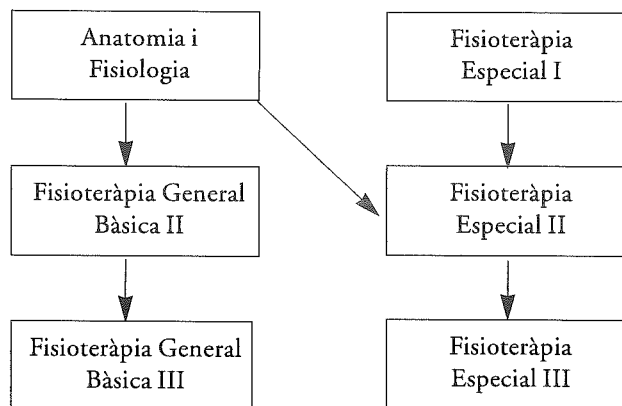 Anatomia i
Fisiologia
Fisioteràpia
Especial I
Fisioteràpia General
Bàsica II
Fisioteràpia
Especial II
Fisioteràpia General
Bàsica III
Fisioteràpia
Especial III